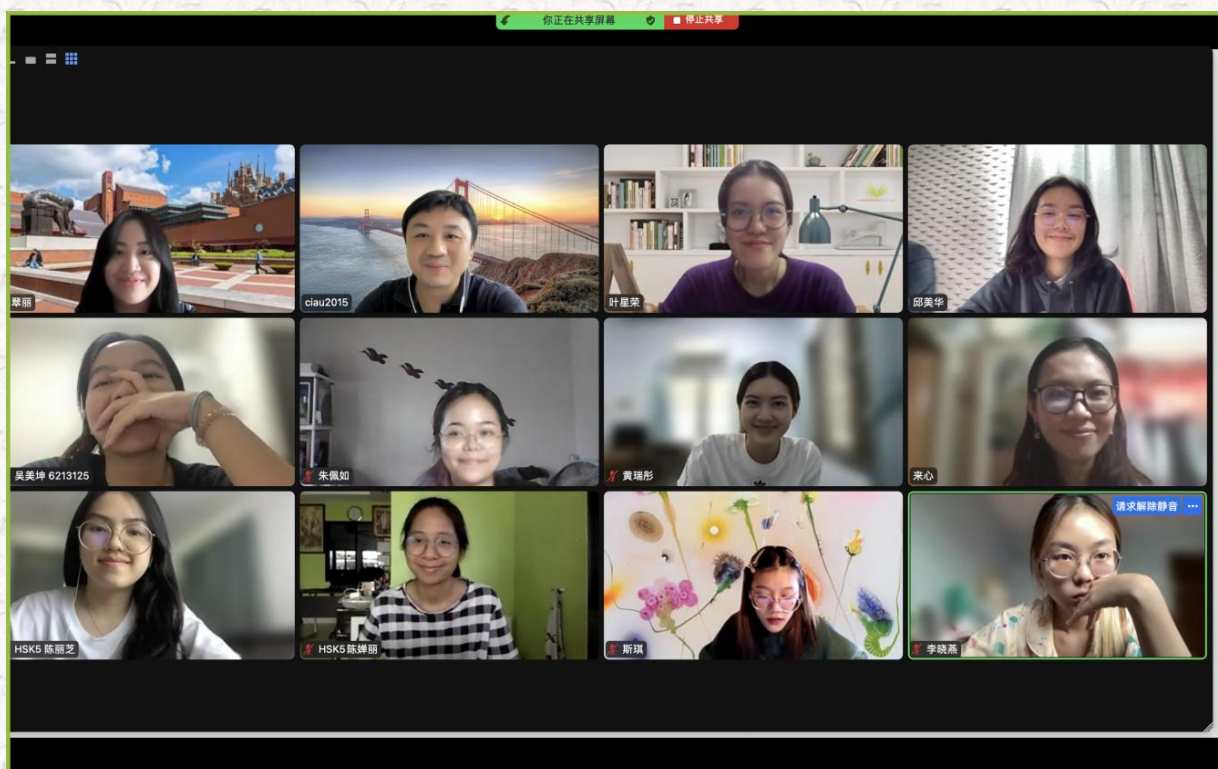 你正在共享屏幕
停止共享
翠丽
ciau2015
叶星荣
邱美华
吴美坤 6213125
朱佩如
黄瑞彤
来心
HSK5 陈丽芝
HSK5 陈婵丽
斯琪
请求解除静音
李晓燕